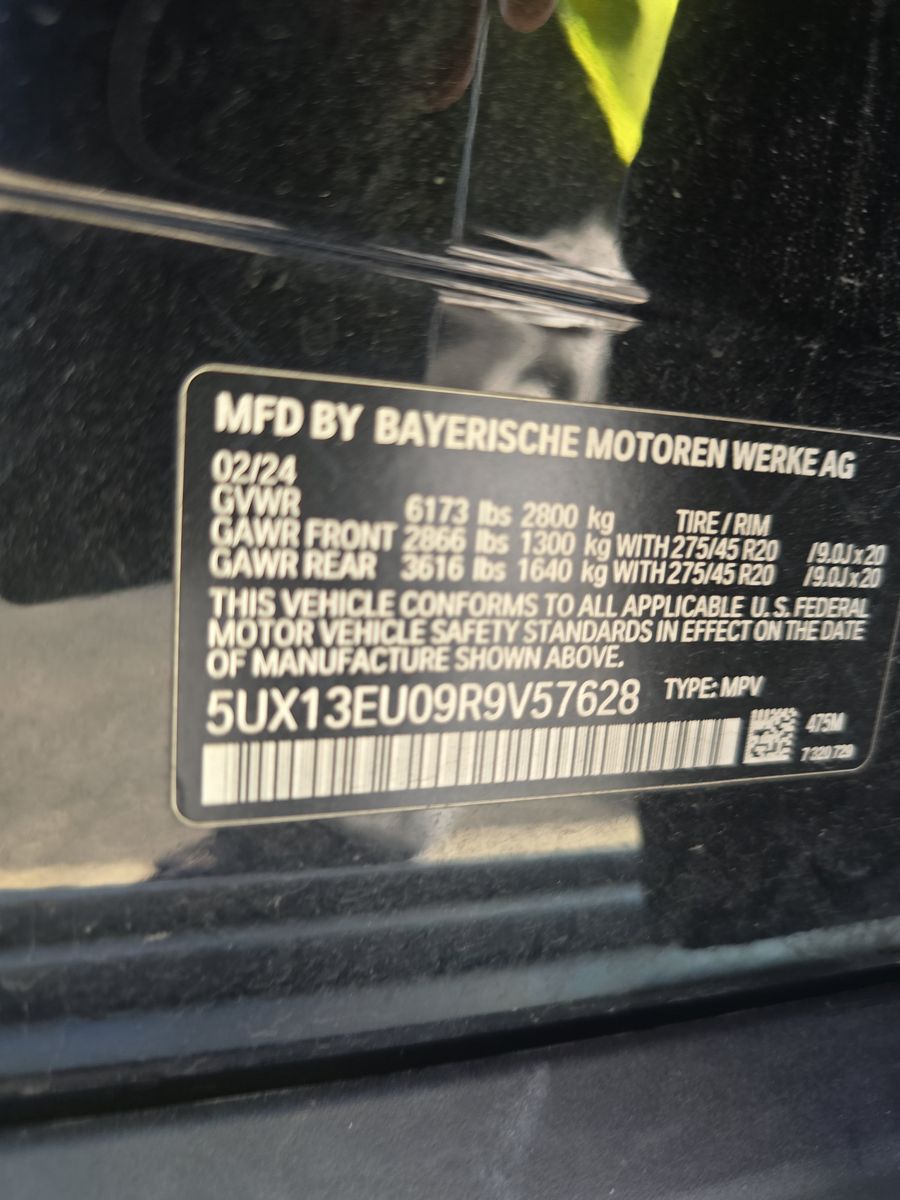 MFD BY BAYERISCHE MOTOREN WERKE AG
02/24
GVWR 6173 lbs 2800 kg TIRE / RIM
GAWR FRONT 2866 lbs 1300 kg WITH 275/45 R20 /9.0J x 20
GAWR REAR 3616 lbs 1640 kg WITH 275/45 R20 /9.0J x 20
THIS VEHICLE CONFORMS TO ALL APPLICABLE U.S. FEDERAL
MOTOR VEHICLE SAFETY STANDARDS IN EFFECT ON THE DATE
OF MANUFACTURE SHOWN ABOVE.
5UX13EU09R9V57628 TYPE: MPV
475M
7 320 729